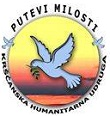 PUTEVI MILOSTI
KRŠĆANSKA HUMANITARNA UDRUGA